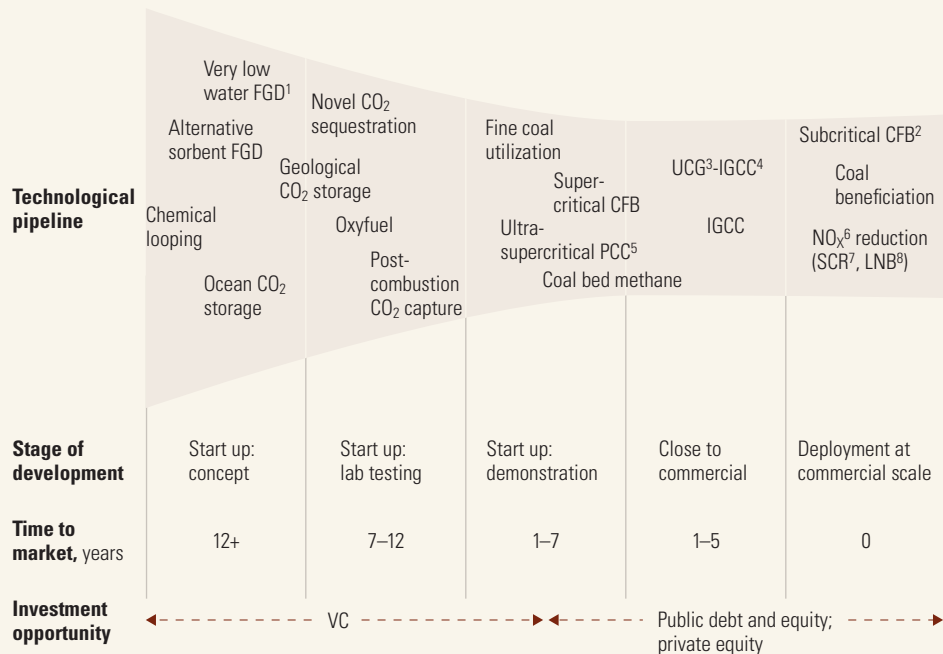 Technological
pipeline
Very low
water FGD¹
Alternative
sorbent FGD
Chemical
looping
Ocean CO₂
storage
Novel CO₂
sequestration
Geological
CO₂ storage
Oxyfuel
Post-
combustion
CO₂ capture
Fine coal
utilization
Super-
critical CFB
Ultra-
supercritical PCC⁵
Coal bed methane
UCG³-IGCC⁴
IGCC
Subcritical CFB²
Coal
beneficiation
NOₓ⁶ reduction
(SCR⁷, LNB⁸)
Stage of
development
Start up:
concept
Start up:
lab testing
Start up:
demonstration
Close to
commercial
Deployment at
commercial scale
Time to
market, years
12+
7–12
1–7
1–5
0
Investment
opportunity
VC
Public debt and equity;
private equity